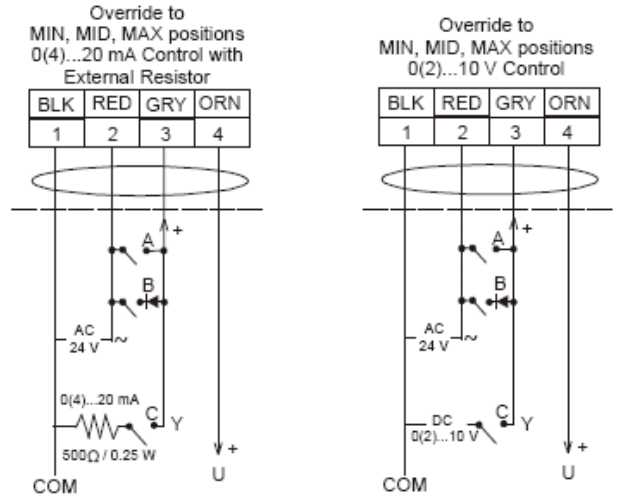 Override to
MIN, MID, MAX positions
0(4)...20 mA Control with
External Resistor
BLK RED GRY ORN
1 2 3 4
A +
B
AC
24 V ~
0(4)...20 mA
C Y
500Ω / 0.25 W
+
U
COM
Override to
MIN, MID, MAX positions
0(2)...10 V Control
BLK RED GRY ORN
1 2 3 4
A +
B
AC
24 V ~
DC C Y
0(2)...10 V
+
U
COM